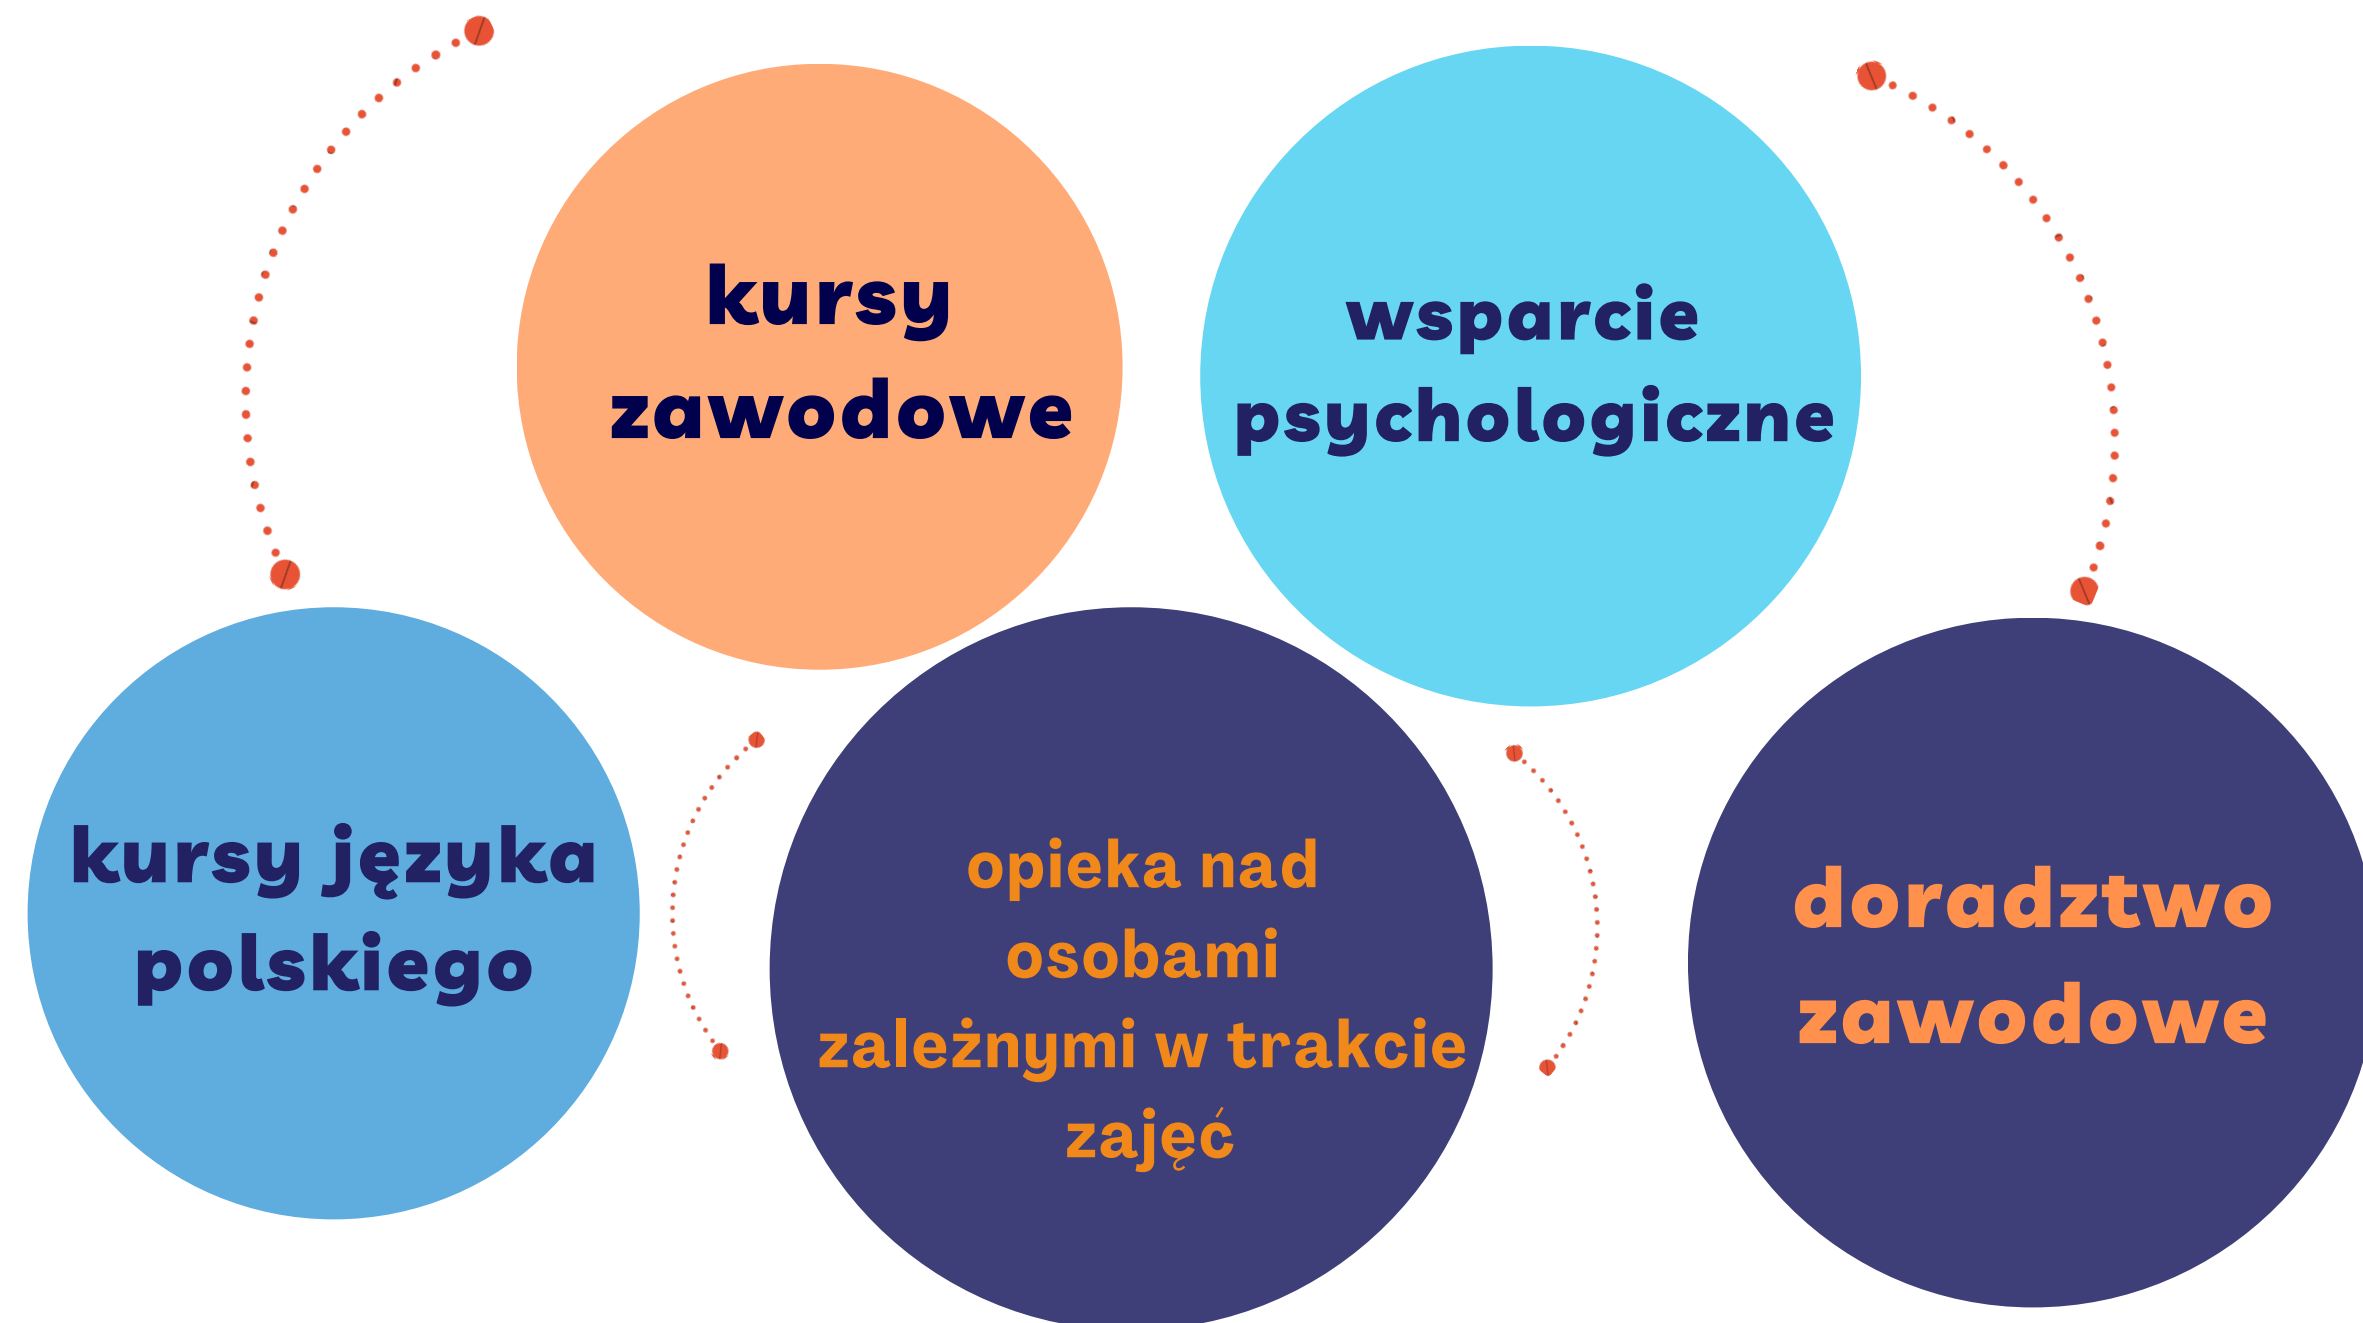 kursy
zawodowe
wsparcie
psychologiczne
kursy języka
polskiego
opieka nad
osobami
zależnymi w trakcie
zajęć
doradztwo
zawodowe